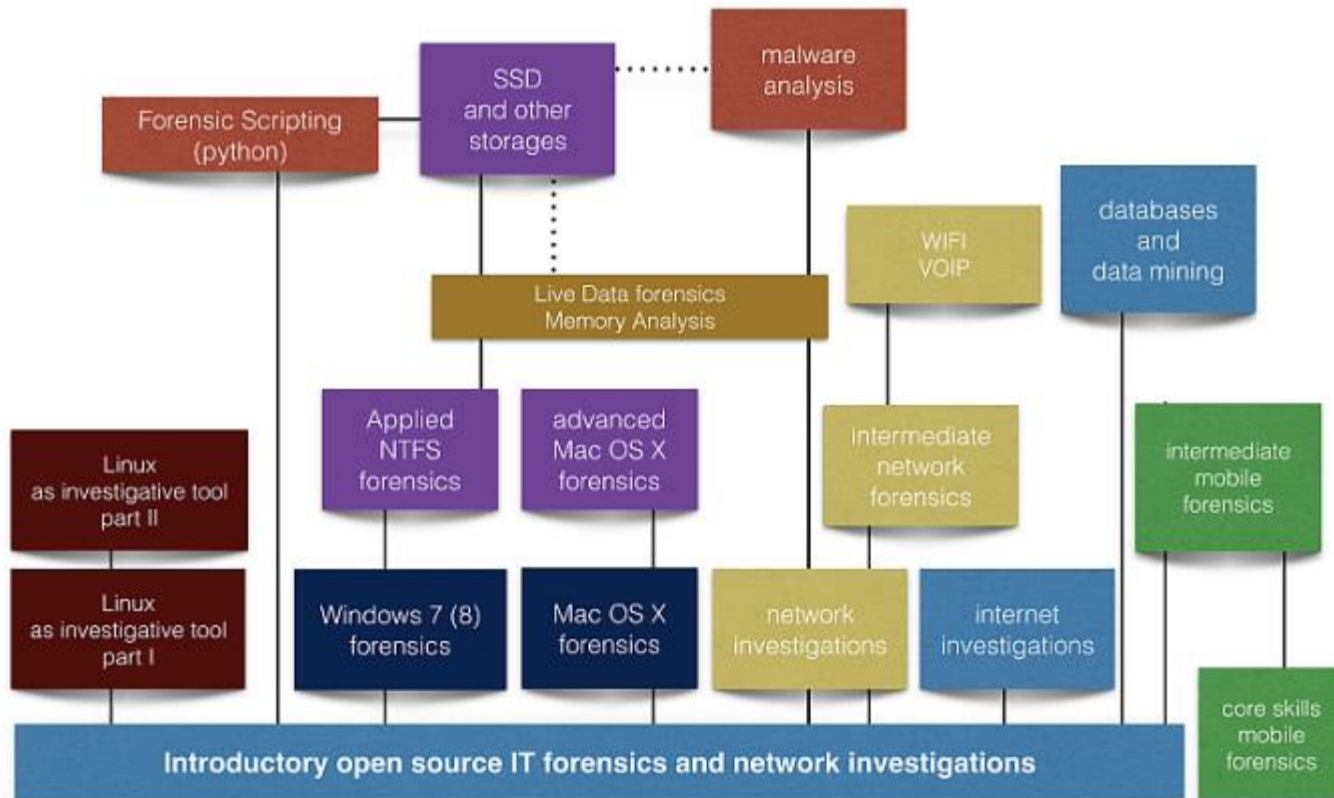 malware
analysis
SSD
and other
storages
Forensic Scripting
(python)
databases
and
data mining
WIFI
VOIP
Live Data forensics
Memory Analysis
Applied
NTFS
forensics
advanced
Mac OS X
forensics
intermediate
network
forensics
intermediate
mobile
forensics
Linux
as investigative tool
part II
Linux
as investigative tool
part I
Windows 7 (8)
forensics
Mac OS X
forensics
network
investigations
internet
investigations
core skills
mobile
forensics
Introductory open source IT forensics and network investigations